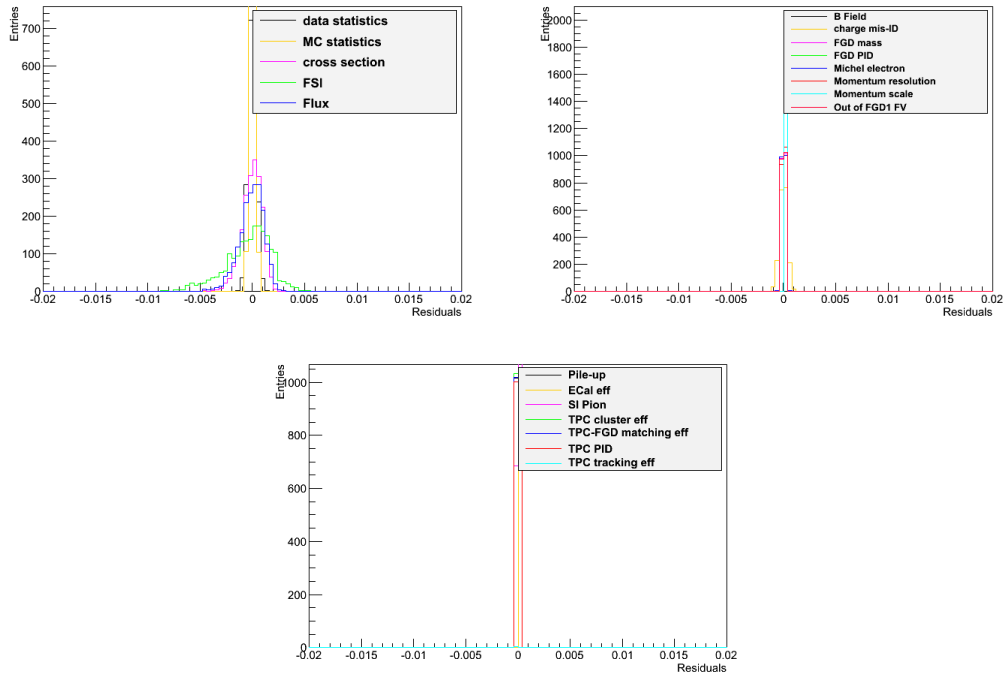 Entries
700
600
500
400
300
200
100
0
-0.02
-0.015
-0.01
-0.005
0
0.005
0.01
0.015
0.02
Residuals
data statistics
MC statistics
cross section
FSI
Flux
Entries
2000
1800
1600
1400
1200
1000
800
600
400
200
0
-0.02
-0.015
-0.01
-0.005
0
0.005
0.01
0.015
0.02
Residuals
B Field
charge mis-ID
FGD mass
FGD PID
Michel electron
Momentum resolution
Momentum scale
Out of FGD1 FV
Entries
1000
800
600
400
200
0
-0.02
-0.015
-0.01
-0.005
0
0.005
0.01
0.015
0.02
Residuals
Pile-up
ECal eff
SI Pion
TPC cluster eff
TPC-FGD matching eff
TPC PID
TPC tracking eff